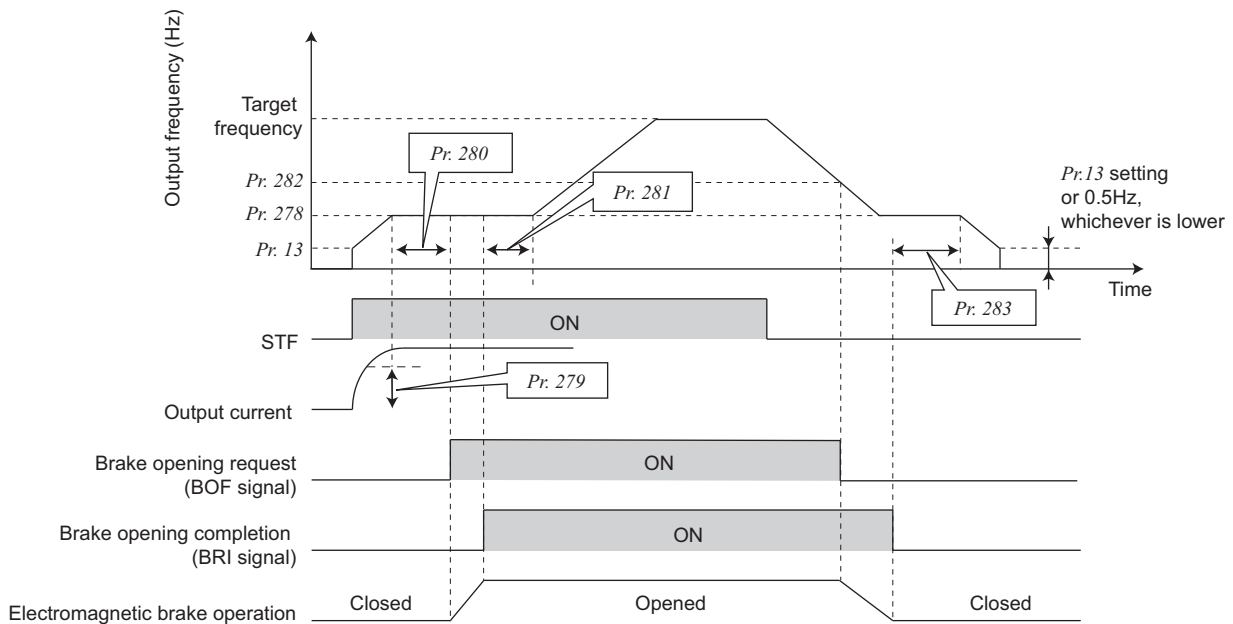 Output frequency (Hz)
Target
frequency
Pr. 280
Pr. 282
Pr. 281
Pr.13 setting
or 0.5Hz,
whichever is lower
Pr. 278
Pr. 13
Time
Pr. 283
STF
ON
Pr. 279
Output current
Brake opening request
(BOF signal)
ON
Brake opening completion
(BRI signal)
ON
Electromagnetic brake operation
Closed
Opened
Closed